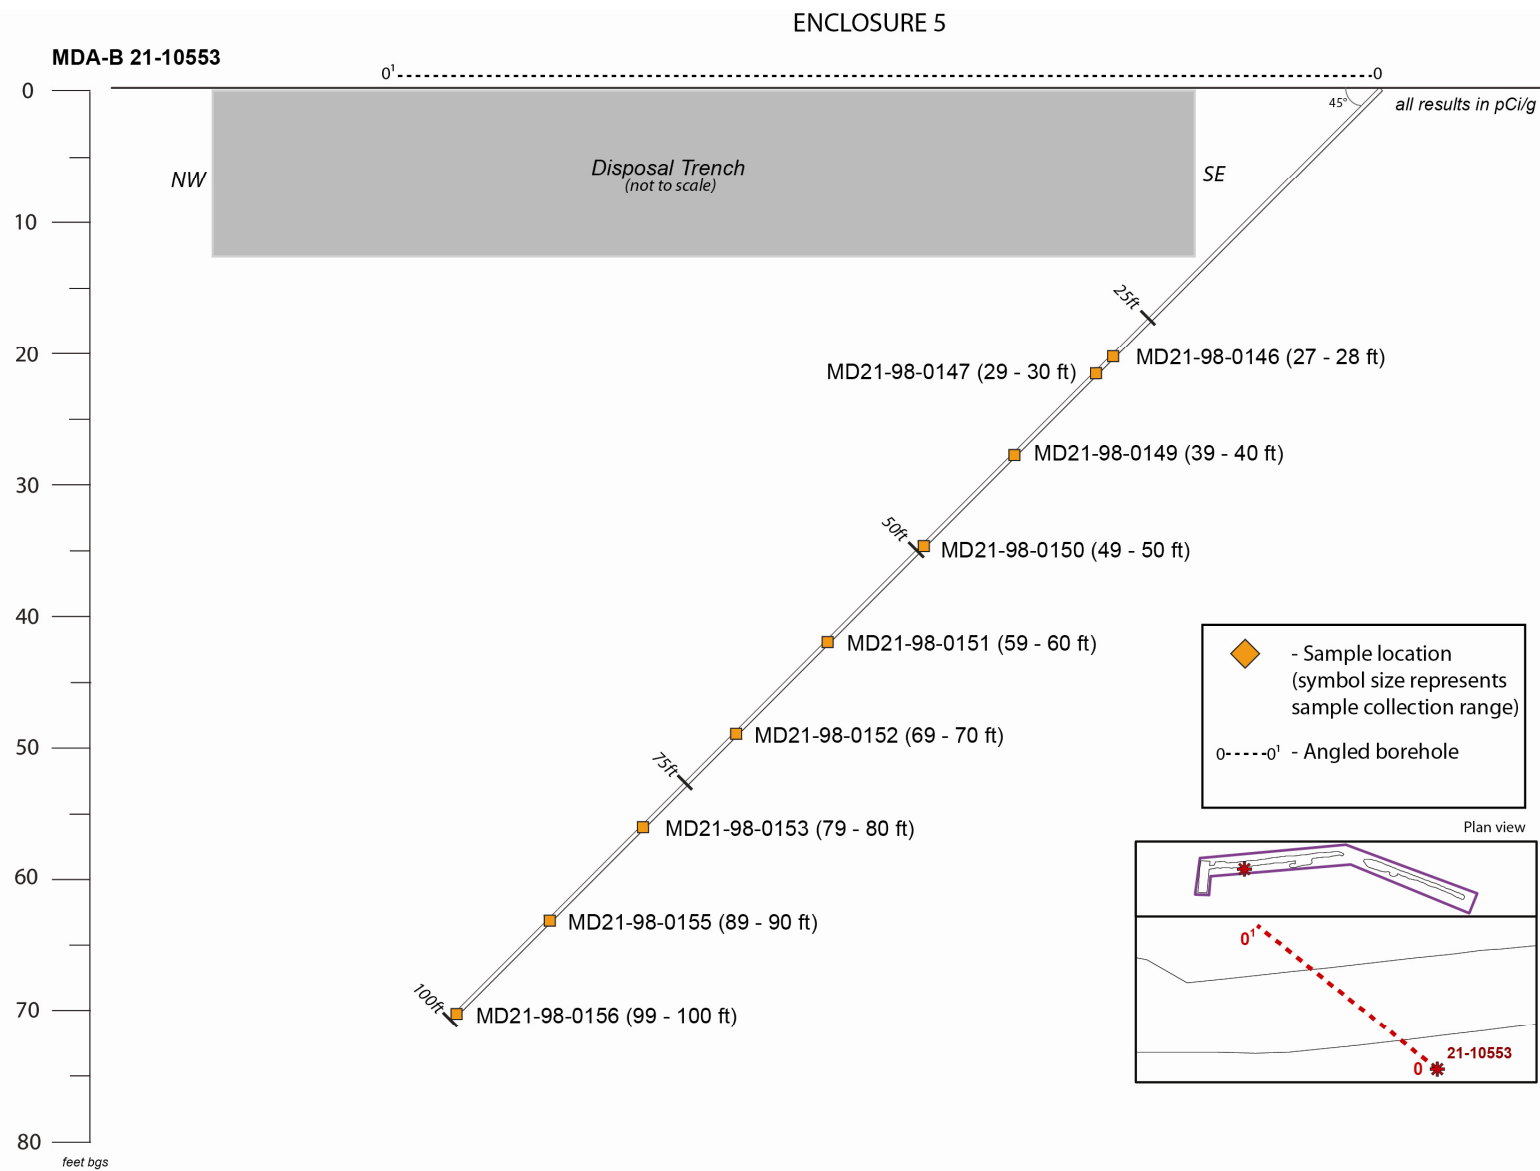 ENCLOSURE 5
MDA-B 21-10553
0¹
0
0
45°
all results in pCi/g
Disposal Trench
(not to scale)
NW
SE
10
25ft
20
MD21-98-0146 (27 - 28 ft)
MD21-98-0147 (29 - 30 ft)
MD21-98-0149 (39 - 40 ft)
30
50ft
MD21-98-0150 (49 - 50 ft)
40
MD21-98-0151 (59 - 60 ft)
50
MD21-98-0152 (69 - 70 ft)
75ft
MD21-98-0153 (79 - 80 ft)
60
MD21-98-0155 (89 - 90 ft)
100ft
70
MD21-98-0156 (99 - 100 ft)
80
feet bgs
- Sample location
(symbol size represents
sample collection range)
0-----0¹ - Angled borehole
Plan view
0¹
21-10553
0